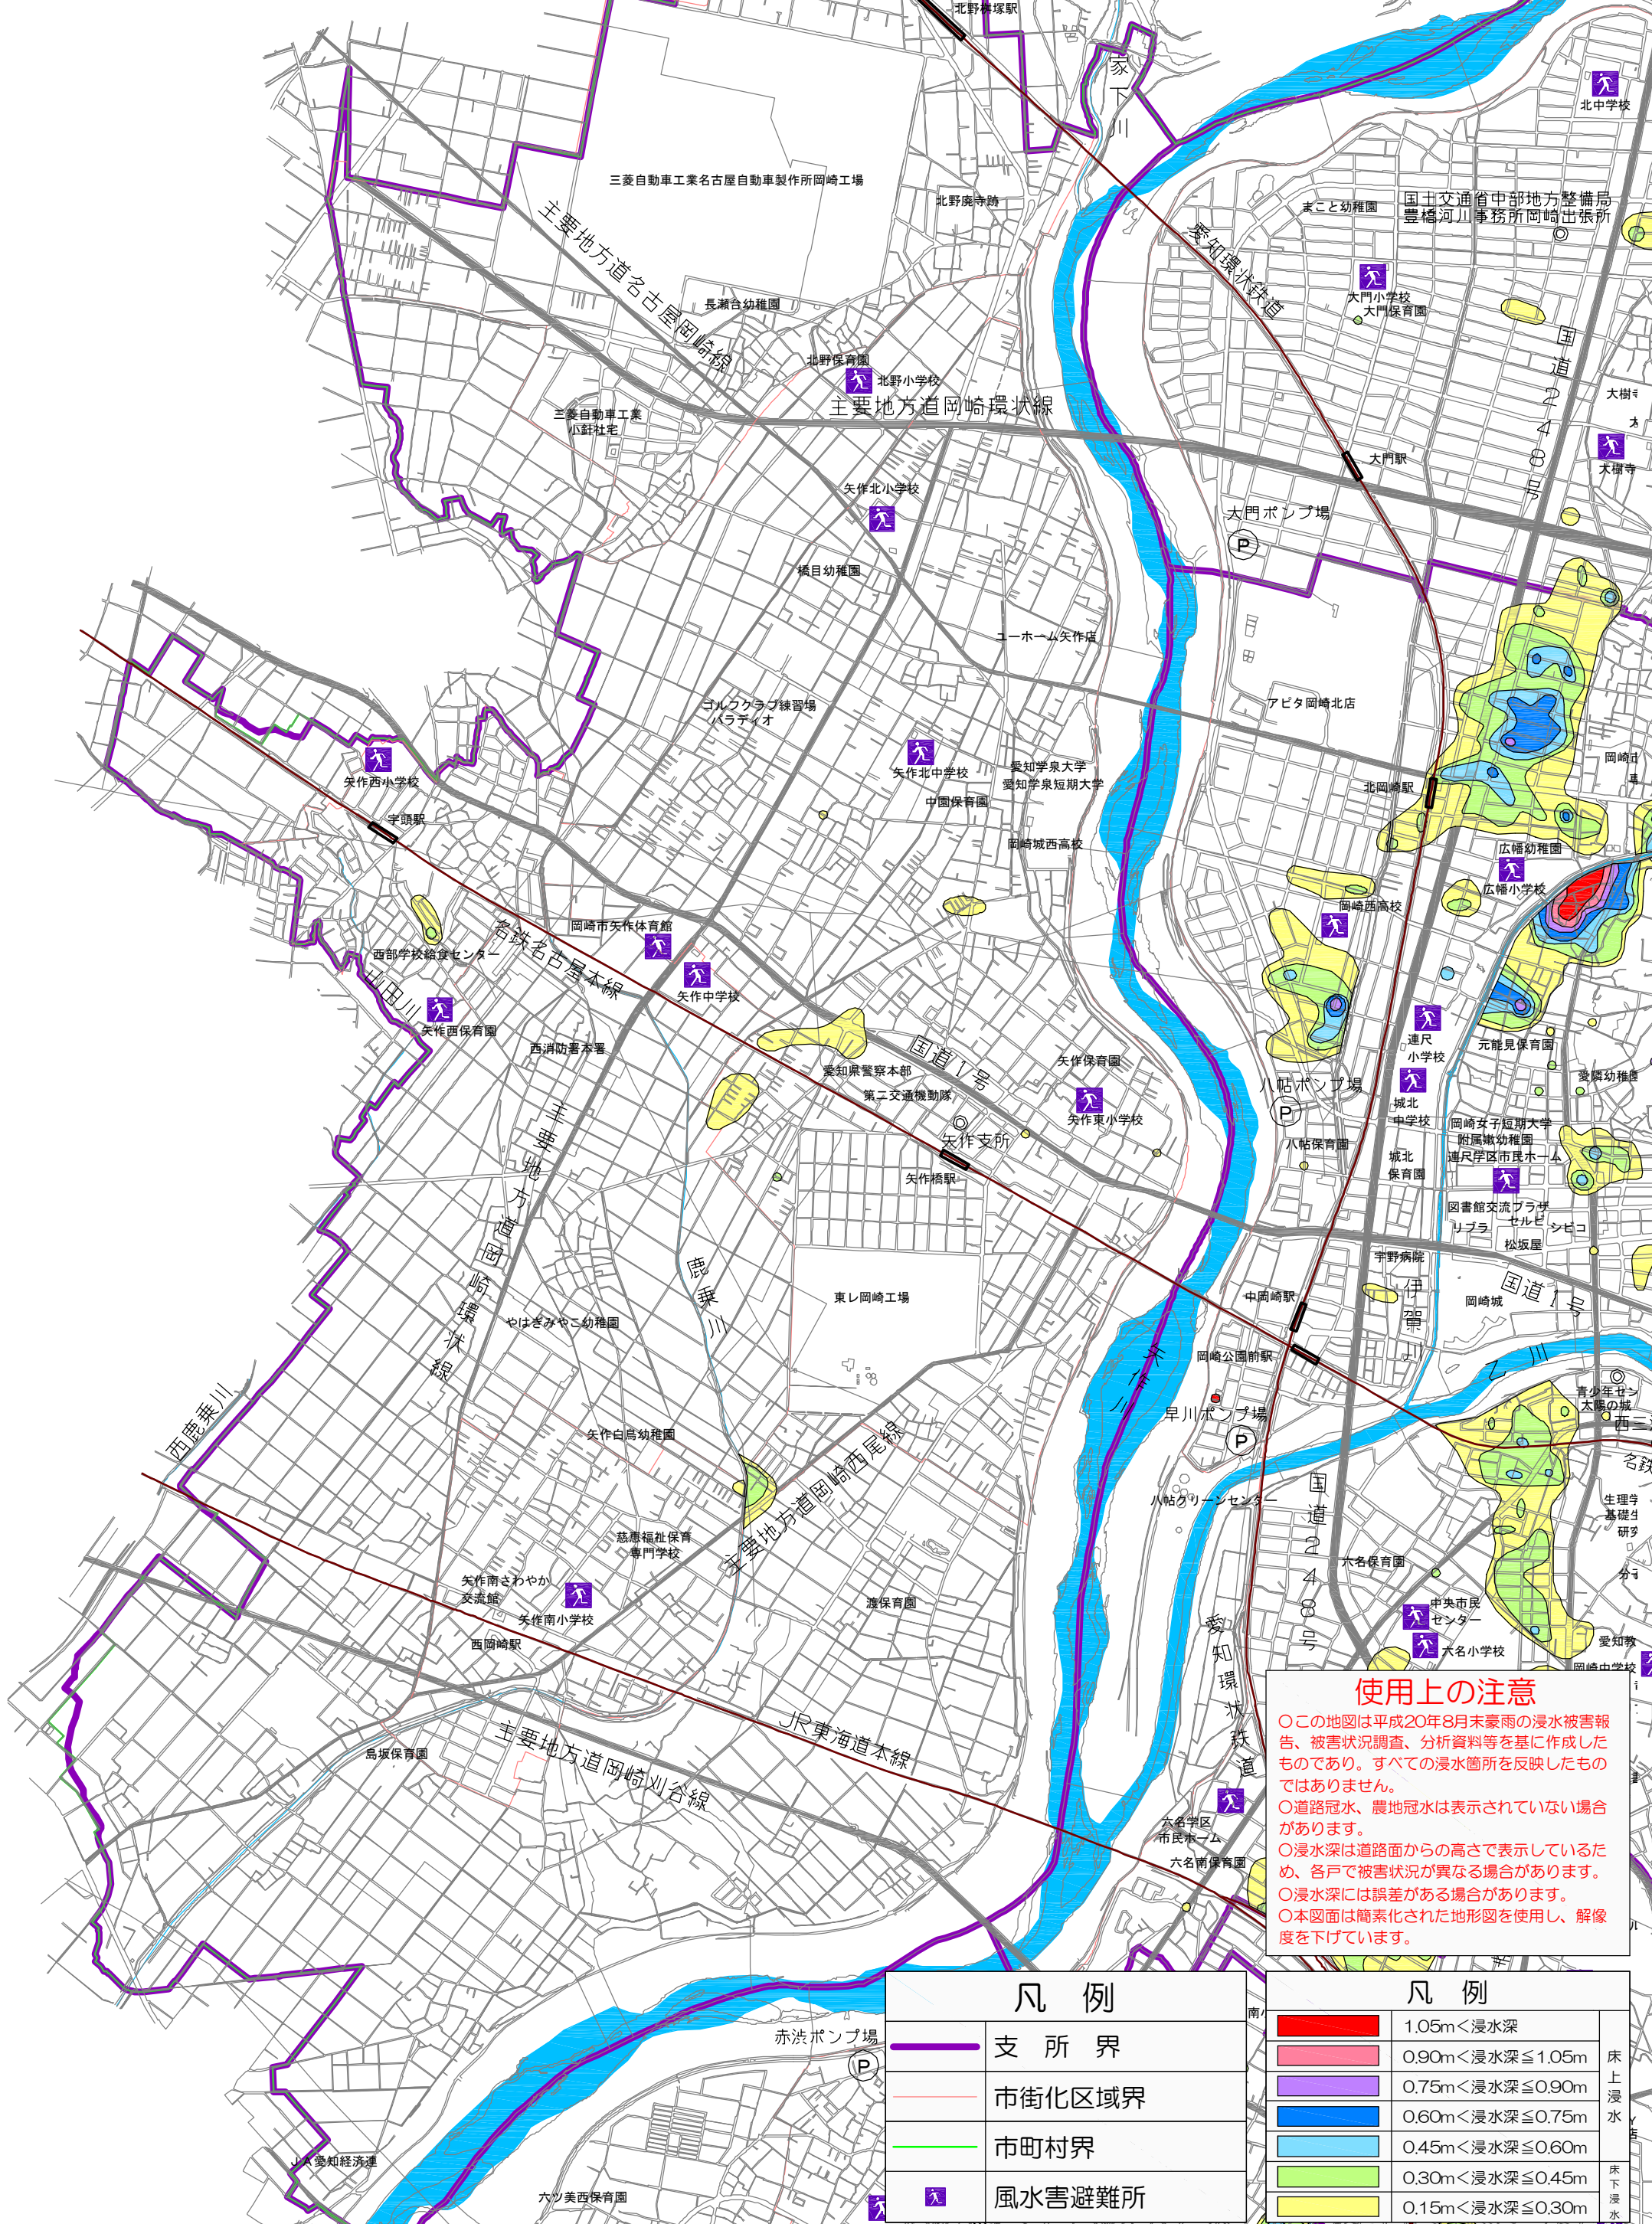 北野桝塚駅
家下川
北中学校
三菱自動車工業名古屋自動車製作所岡崎工場
北野廃寺跡
まこと幼稚園
国土交通省中部地方整備局
豊橋河川事務所岡崎出張所
主要地方道名古屋岡崎線
愛知環状鉄道
大門小学校
大門保育園
長瀬台幼稚園
国道248号
北野保育園
北野小学校
主要地方道岡崎環状線
三菱自動車工業
小針社宅
大樹寺
大門駅
矢作北小学校
大門ポンプ場
P
橋目幼稚園
ユーホーム矢作店
ゴルフクラブ練習場
パラディオ
アピタ岡崎北店
矢作北中学校
愛知学泉大学
愛知学泉短期大学
中園保育園
北岡崎駅
矢作西小学校
宇頭駅
岡崎城西高校
広幡幼稚園
広幡小学校
岡崎西高校
岡崎市矢作体育館
名鉄名古屋本線
西部学校給食センター
矢作中学校
山田川
矢作西保育園
西消防署本署
国道1号
矢作保育園
愛知県警察本部
第二交通機動隊
矢作東小学校
矢作支所
矢作橋駅
連尺
小学校
元能見保育園
八帖ポンプ場
P
城北
中学校
愛隣幼稚園
八帖保育園
岡崎女子短期大学
附属嫩幼稚園
連尺学区市民ホーム
城北
保育園
図書館交流プラザ
リブラ
セルビ
シビコ
松坂屋
宇野病院
主要地方道岡崎環状線
鹿乗川
東レ岡崎工場
やはぎみやこ幼稚園
中岡崎駅
伊賀川
岡崎城
国道1号
矢作川
岡崎公園前駅
乙川
西鹿乗川
早川ポンプ場
P
青少年セン
太陽の城
西三
名鉄
矢作白鳥幼稚園
主要地方道岡崎西尾線
八帖クリーンセンター
国道248号
生理学
基礎生
研究
慈恵福祉保育
専門学校
六名保育園
矢作南さわやか
交流館
矢作南小学校
渡保育園
中央市民
センター
六名小学校
愛知教
岡崎中学校
西岡崎駅
愛知環状鉄道
JR東海道本線
島坂保育園
主要地方道岡崎刈谷線
六名学区
市民ホーム
六名南保育園
使用上の注意
○この地図は平成20年8月末豪雨の浸水被害報
告、被害状況調査、分析資料等を基に作成した
ものであり。すべての浸水箇所を反映したもの
ではありません。
○道路冠水、農地冠水は表示されていない場合
があります。
○浸水深は道路面からの高さで表示しているた
め、各戸で被害状況が異なる場合があります。
○浸水深には誤差がある場合があります。
○本図面は簡素化された地形図を使用し、解像
度を下げています。
赤渋ポンプ場
P
JA愛知経済連
六ツ美西保育園
凡例
支所界
市街化区域界
市町村界
風水害避難所
凡例
1.05m<浸水深
0.90m<浸水深≦1.05m
0.75m<浸水深≦0.90m
0.60m<浸水深≦0.75m
0.45m<浸水深≦0.60m
0.30m<浸水深≦0.45m
0.15m<浸水深≦0.30m
床上浸水
床下浸水